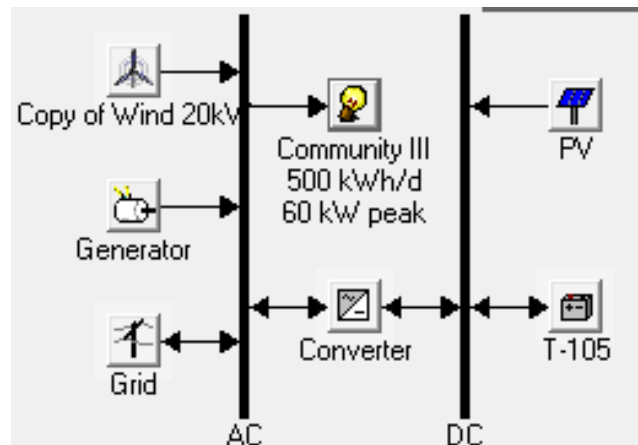 Copy of Wind 20kV
Community III
500 kWh/d
60 kW peak
PV
Generator
Grid
Converter
T-105
AC
DC